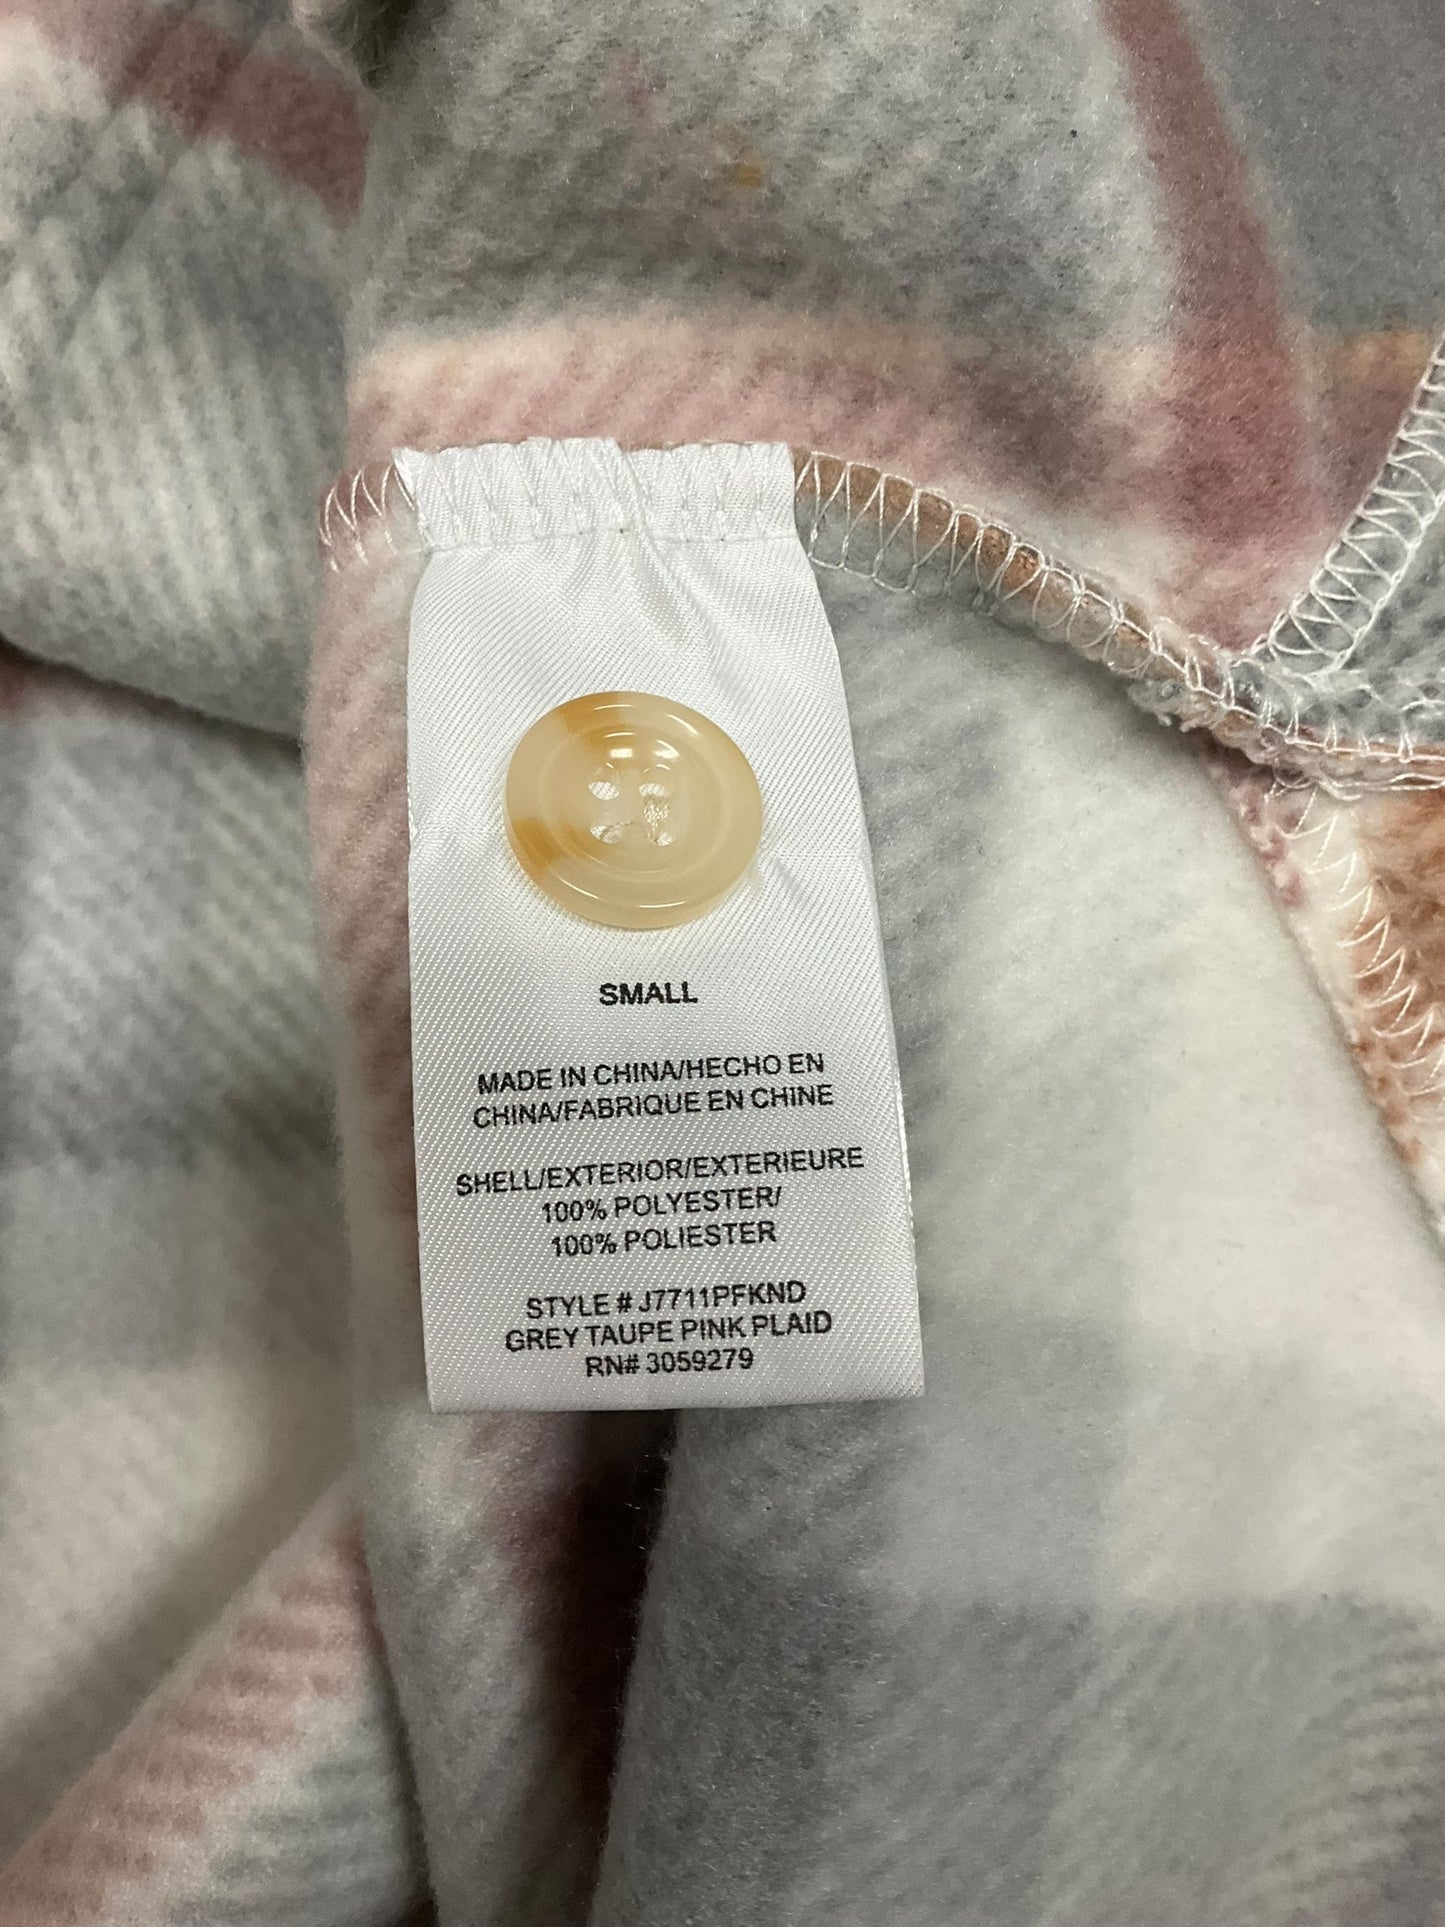 SMALL
MADE IN CHINA/HECHO EN
CHINA/FABRIQUE EN CHINE
SHELL/EXTERIOR/EXTERIEURE
100% POLYESTER/
100% POLIESTER
STYLE # J7711PFKND
GREY TAUPE PINK PLAID
RN# 3059279